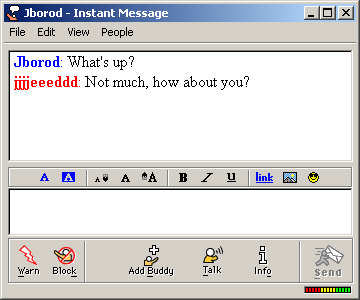 Jborod - Instant Message
File Edit View People
Jborod: What's up?
jjjjeeeddd: Not much, how about you?
A A A A A B I U link
Warn Block Add Buddy Talk Info Send